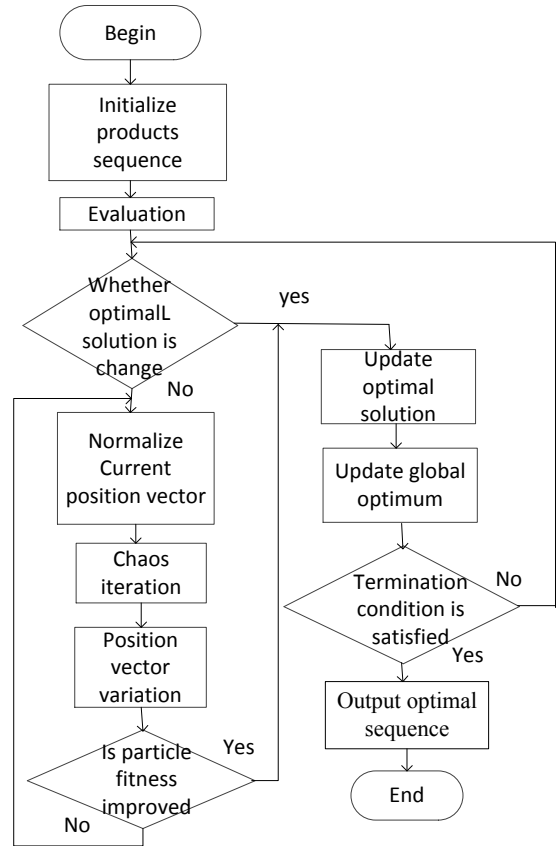 Begin
Initialize
products
sequence
Evaluation
Whether
optimalL
solution is
change
yes
No
Normalize
Current
position vector
Chaos
iteration
Position
vector
variation
Is particle
fitness
improved
Yes
No
Update
optimal
solution
Update global
optimum
Termination
condition is
satisfied
No
Yes
Output optimal
sequence
End